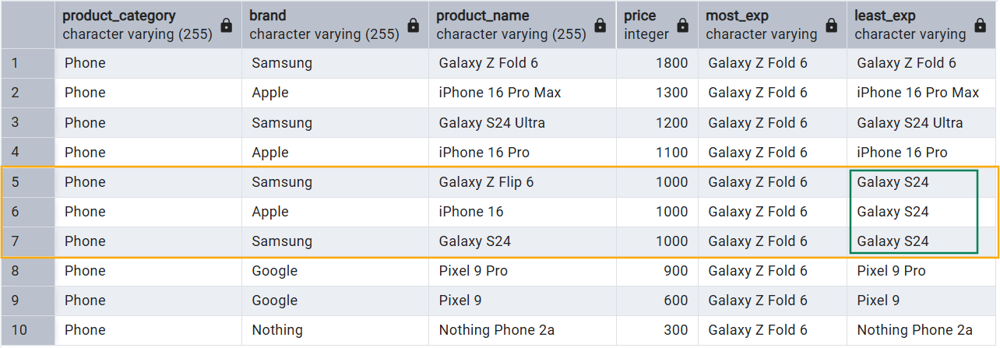 product_category brand product_name price most_exp least_exp
character varying (255) character varying (255) character varying (255) integer character varying character varying
1 Phone Samsung Galaxy Z Fold 6 1800 Galaxy Z Fold 6 Galaxy Z Fold 6
2 Phone Apple iPhone 16 Pro Max 1300 Galaxy Z Fold 6 iPhone 16 Pro Max
3 Phone Samsung Galaxy S24 Ultra 1200 Galaxy Z Fold 6 Galaxy S24 Ultra
4 Phone Apple iPhone 16 Pro 1100 Galaxy Z Fold 6 iPhone 16 Pro
5 Phone Samsung Galaxy Z Flip 6 1000 Galaxy Z Fold 6 Galaxy S24
6 Phone Apple iPhone 16 1000 Galaxy Z Fold 6 Galaxy S24
7 Phone Samsung Galaxy S24 1000 Galaxy Z Fold 6 Galaxy S24
8 Phone Google Pixel 9 Pro 900 Galaxy Z Fold 6 Pixel 9 Pro
9 Phone Google Pixel 9 600 Galaxy Z Fold 6 Pixel 9
10 Phone Nothing Nothing Phone 2a 300 Galaxy Z Fold 6 Nothing Phone 2a